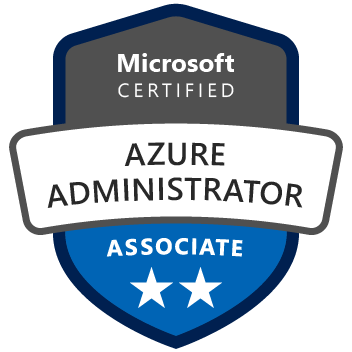 Microsoft
CERTIFIED
AZURE
ADMINISTRATOR
ASSOCIATE